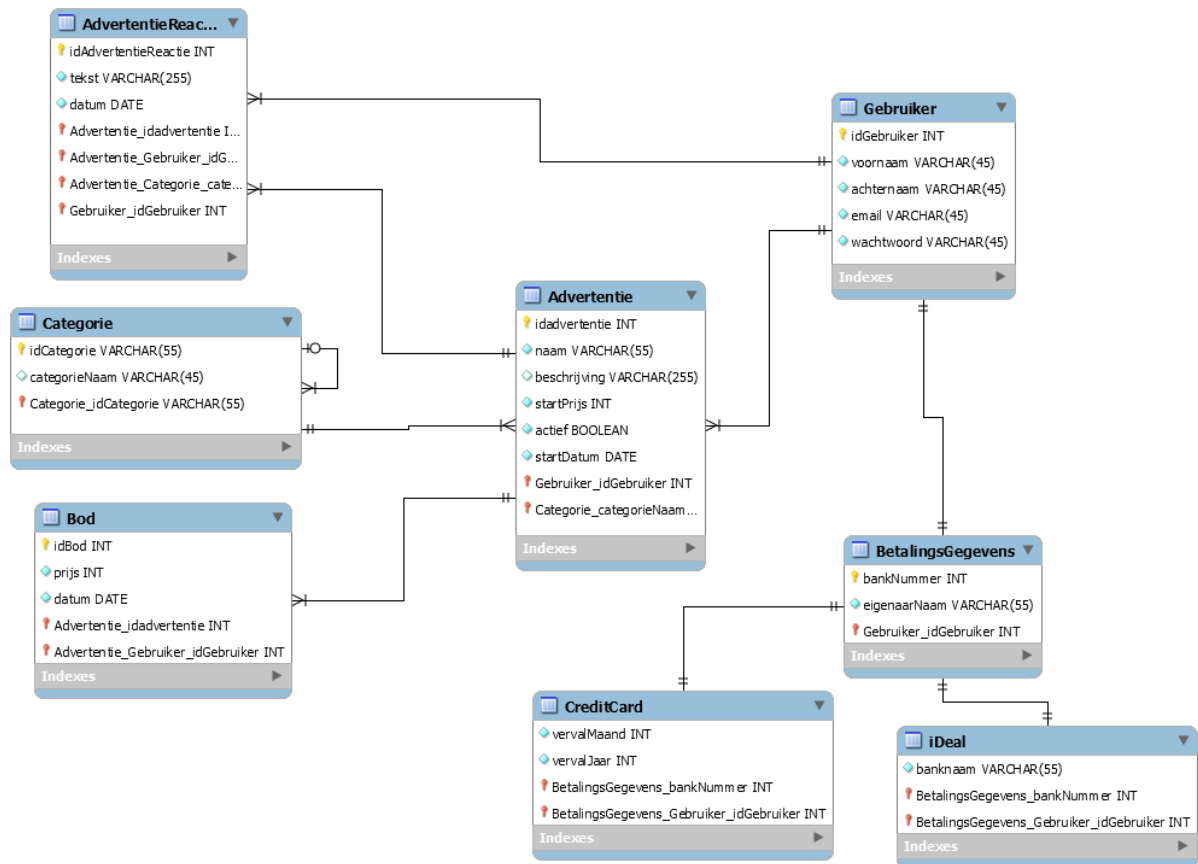 AdvertentieReac...
idAdvertentieReactie INT
tekst VARCHAR(255)
datum DATE
Advertentie_idadvertentie I...
Advertentie_Gebruiker_idG...
Advertentie_Categorie_cate...
Gebruiker_idGebruiker INT
Indexes
Gebruiker
idGebruiker INT
voornaam VARCHAR(45)
achternaam VARCHAR(45)
email VARCHAR(45)
wachtwoord VARCHAR(45)
Indexes
Categorie
idCategorie VARCHAR(55)
categorieNaam VARCHAR(45)
Categorie_idCategorie VARCHAR(55)
Indexes
Advertentie
idadvertentie INT
naam VARCHAR(55)
beschrijving VARCHAR(255)
startPrijs INT
actief BOOLEAN
startDatum DATE
Gebruiker_idGebruiker INT
Categorie_categorieNaam...
Indexes
Bod
idBod INT
prijs INT
datum DATE
Advertentie_idadvertentie INT
Advertentie_Gebruiker_idGebruiker INT
Indexes
BetalingsGegevens
bankNummer INT
eigenaarNaam VARCHAR(55)
Gebruiker_idGebruiker INT
Indexes
CreditCard
vervalMaand INT
vervalJaar INT
BetalingsGegevens_bankNummer INT
BetalingsGegevens_Gebruiker_idGebruiker INT
Indexes
iDeal
banknaam VARCHAR(55)
BetalingsGegevens_bankNummer INT
BetalingsGegevens_Gebruiker_idGebruiker INT
Indexes